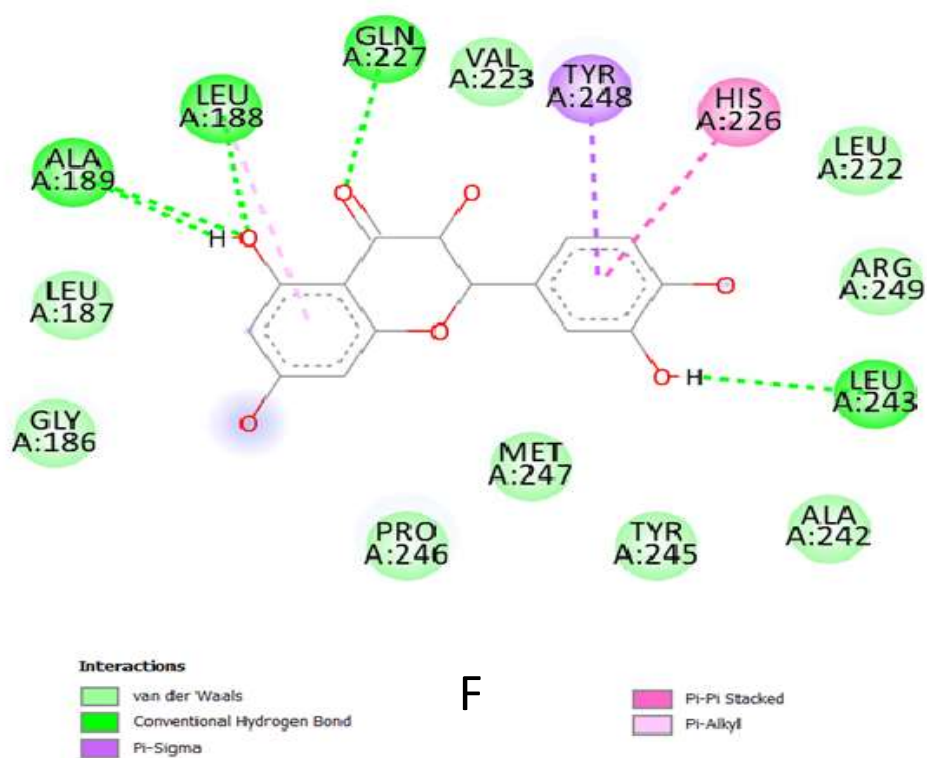 GLN
A:227
VAL
A:223
TYR
A:248
HIS
A:226
LEU
A:188
LEU
A:222
ALA
A:189
O
O
H
O
LEU
A:187
ARG
A:249
O
O
O
H
LEU
A:243
GLY
A:186
O
MET
A:247
PRO
A:246
TYR
A:245
ALA
A:242
Interactions
van der Waals
Conventional Hydrogen Bond
Pi-Sigma
F
Pi-Pi Stacked
Pi-Alkyl